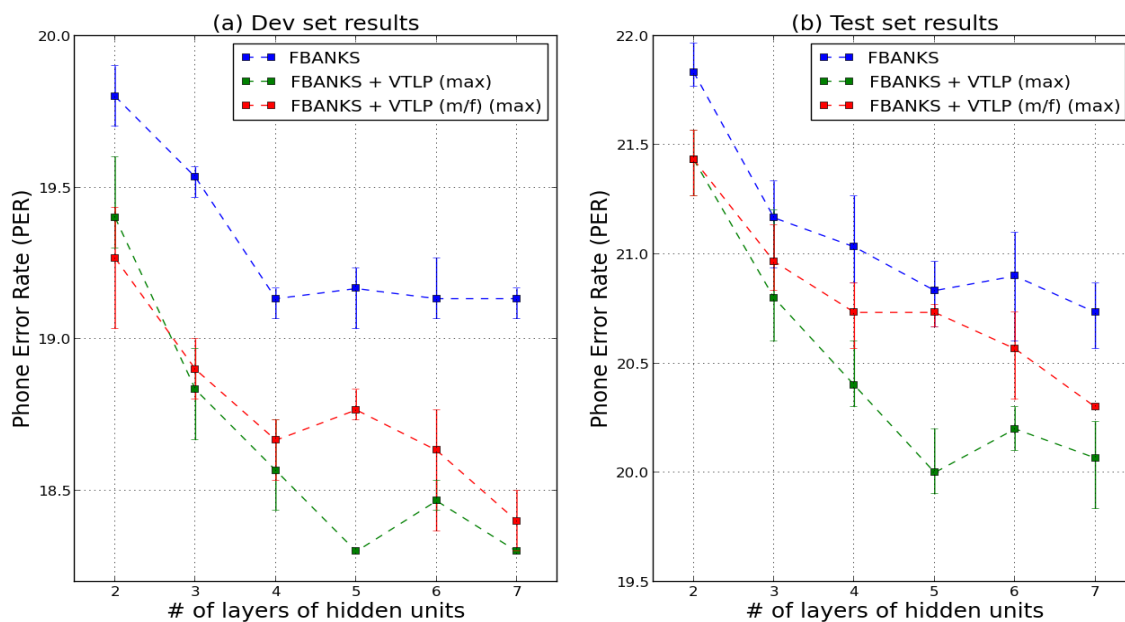 (a) Dev set results
20.0
19.5
19.0
18.5
Phone Error Rate (PER)
FBANKS
FBANKS + VTLP (max)
FBANKS + VTLP (m/f) (max)
2 3 4 5 6 7
# of layers of hidden units
(b) Test set results
22.0
21.5
21.0
20.5
20.0
19.5
Phone Error Rate (PER)
FBANKS
FBANKS + VTLP (max)
FBANKS + VTLP (m/f) (max)
2 3 4 5 6 7
# of layers of hidden units